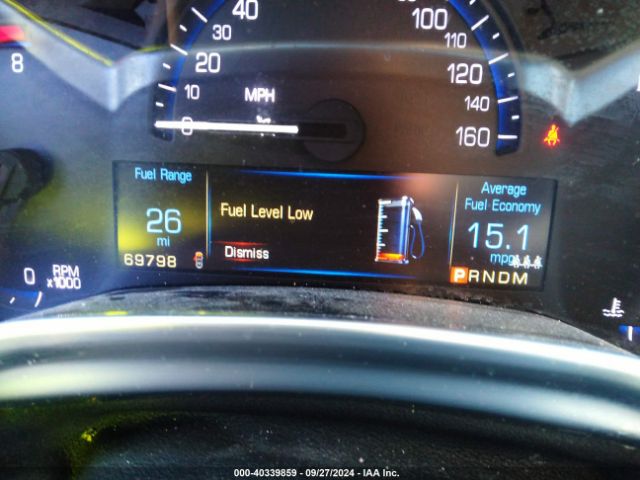 40
30
20
10
0
MPH
80
100
110
120
140
160
8
Fuel Range
26
mi
69798
Fuel Level Low
Dismiss
Average
Fuel Economy
15.1
mpg
PRNDM
0 RPM
x1000
000-40339859 - 09/27/2024 - IAA Inc.